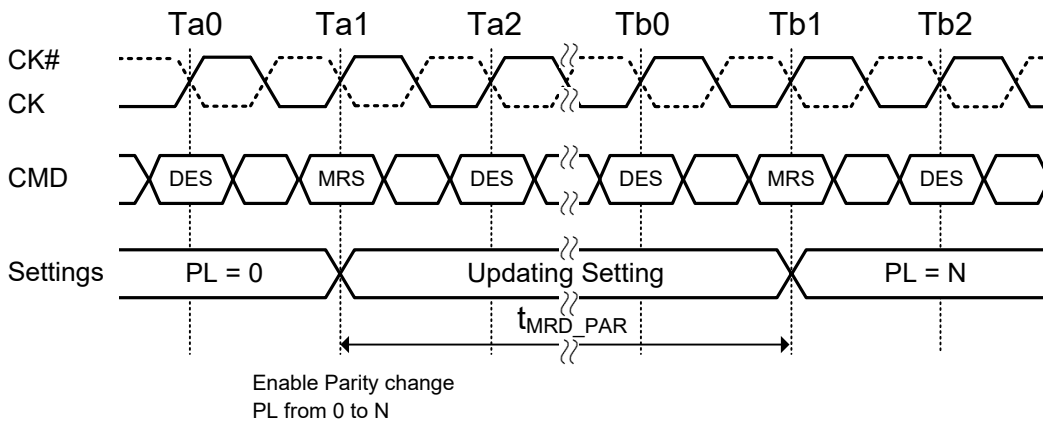 Ta0 Ta1 Ta2 Tb0 Tb1 Tb2
CK#
CK
CMD DES MRS DES DES MRS DES
Settings PL = 0 Updating Setting PL = N
tMRD_PAR
Enable Parity change
PL from 0 to N